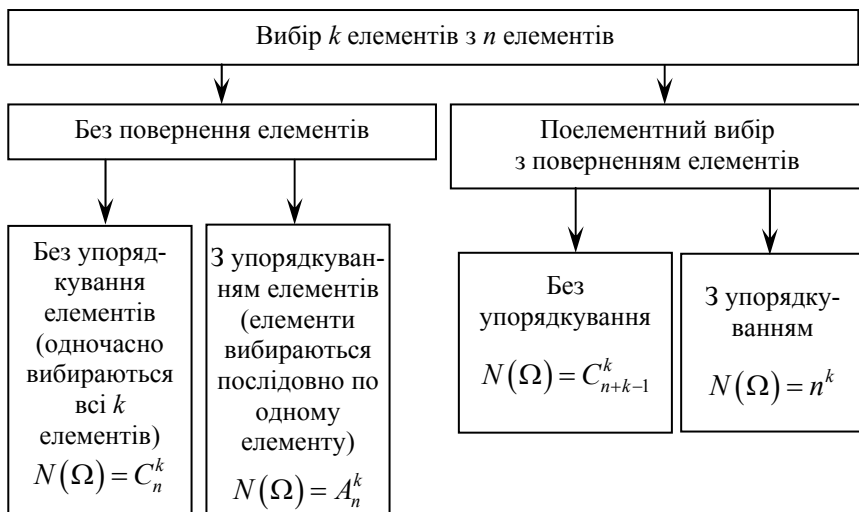 Вибір k елементів з n елементів
Без повернення елементів
Поелементний вибір
з поверненням елементів
Без упоряд-
кування
елементів
(одночасно
вибираються
всі k
елементів)
N(Ω) = C_n^k
З упорядкуван-
ням елементів
(елементи
вибираються
послідовно по
одному
елементу)
N(Ω) = A_n^k
Без
упорядкування
N(Ω) = C_{n+k−1}^k
З упорядку-
ванням
N(Ω) = n^k